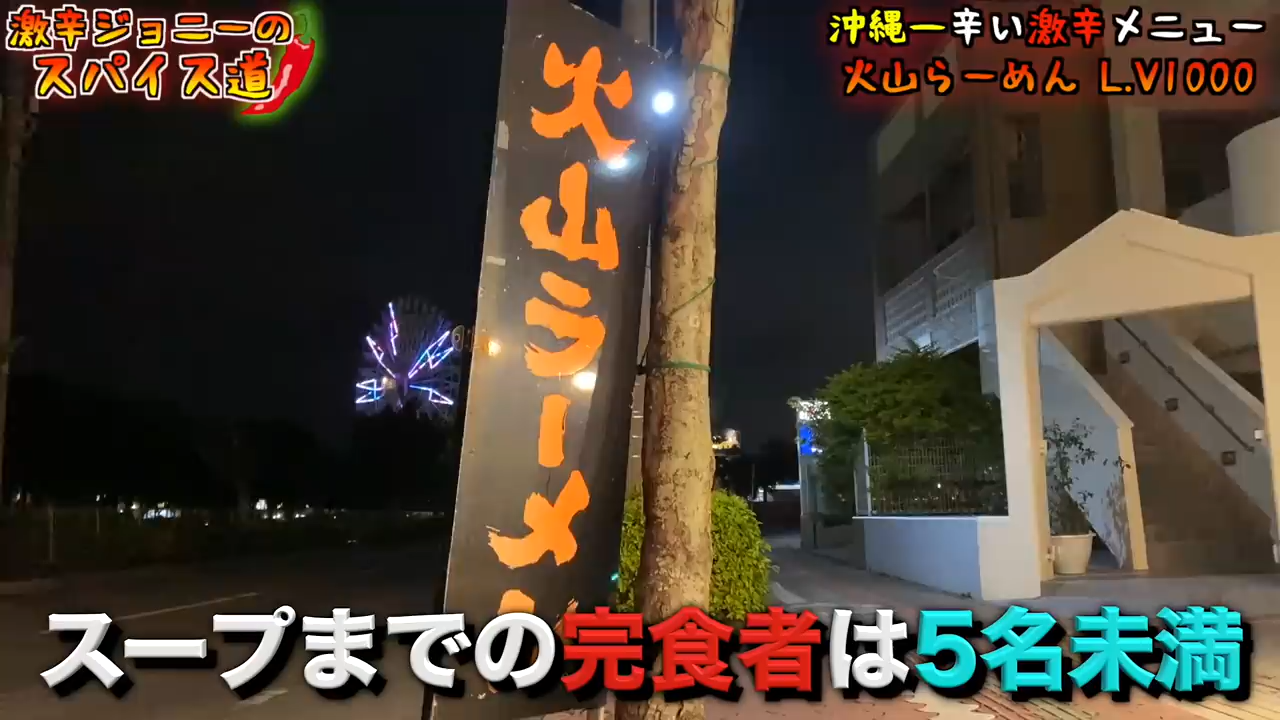 激辛ジョニーの
スパイス道
沖縄一辛い激辛メニュー
火山らーめん L.V1000
火山ラーメン
スープまでの完食者は5名未満